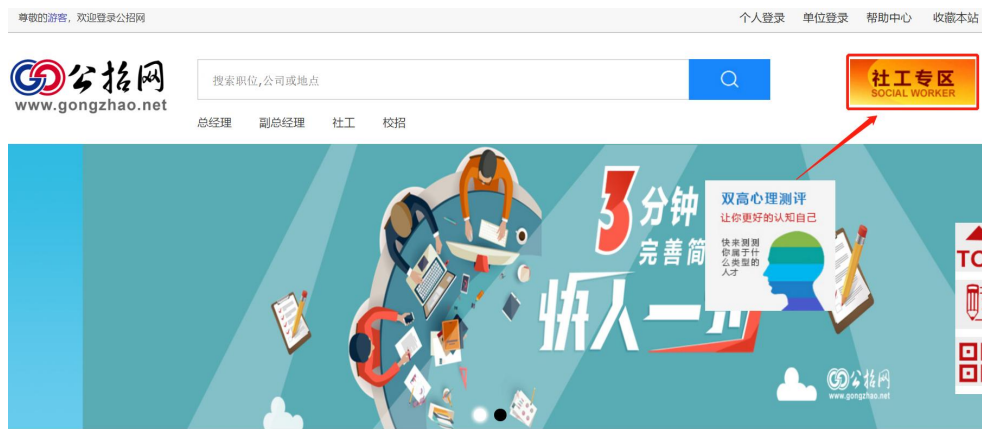 尊敬的游客，欢迎登录公招网
个人登录 单位登录 帮助中心 收藏本站
公招网
www.gongzhao.net
搜索职位,公司或地点
社工专区
SOCIAL WORKER
总经理 副总经理 社工 校招
3分钟
完善简
快人一
双高心理测评
让你更好的认知自己
快来测测
你属于什
么类型的
人才
公招网
www.gongzhao.net